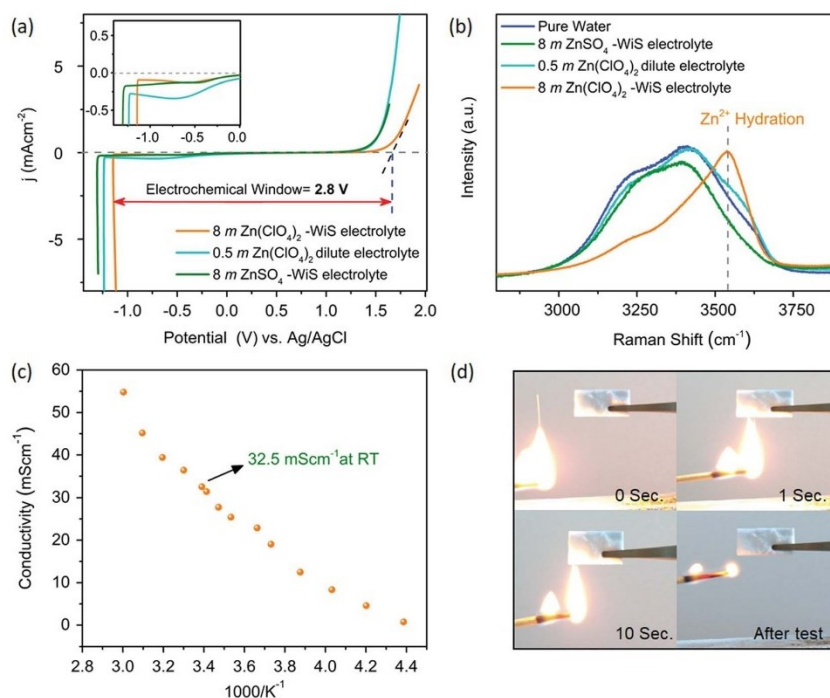 (a)
0.0
-0.5
-1.0
-0.5
0.0
5
0
-5
j (mAcm⁻²)
Electrochemical Window= 2.8 V
8 m Zn(ClO₄)₂ -WiS electrolyte
0.5 m Zn(ClO₄)₂ dilute electrolyte
8 m ZnSO₄ -WiS electrolyte
-1.0
-0.5
0.0
0.5
1.0
1.5
2.0
Potential (V) vs. Ag/AgCl
(b)
Pure Water
8 m ZnSO₄ -WiS electrolyte
0.5 m Zn(ClO₄)₂ dilute electrolyte
8 m Zn(ClO₄)₂ -WiS electrolyte
Zn²⁺ Hydration
Intensity (a.u.)
3000
3250
3500
3750
Raman Shift (cm⁻¹)
(c)
60
50
40
30
20
10
0
Conductivity (mScm⁻¹)
32.5 mScm⁻¹at RT
2.8
3.0
3.2
3.4
3.6
3.8
4.0
4.2
4.4
1000/K⁻¹
(d)
0 Sec.
1 Sec.
10 Sec.
After test